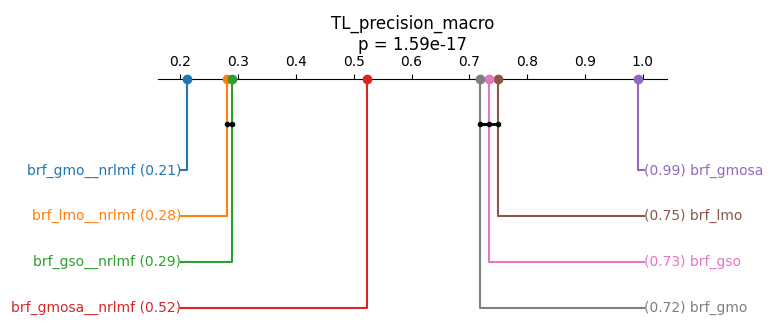 TL_precision_macro
p = 1.59e-17
0.2 0.3 0.4 0.5 0.6 0.7 0.8 0.9 1.0
brf_gmo__nrlmf (0.21) (0.99) brf_gmosa
brf_lmo__nrlmf (0.28) (0.75) brf_lmo
brf_gso__nrlmf (0.29) (0.73) brf_gso
brf_gmosa__nrlmf (0.52) (0.72) brf_gmo